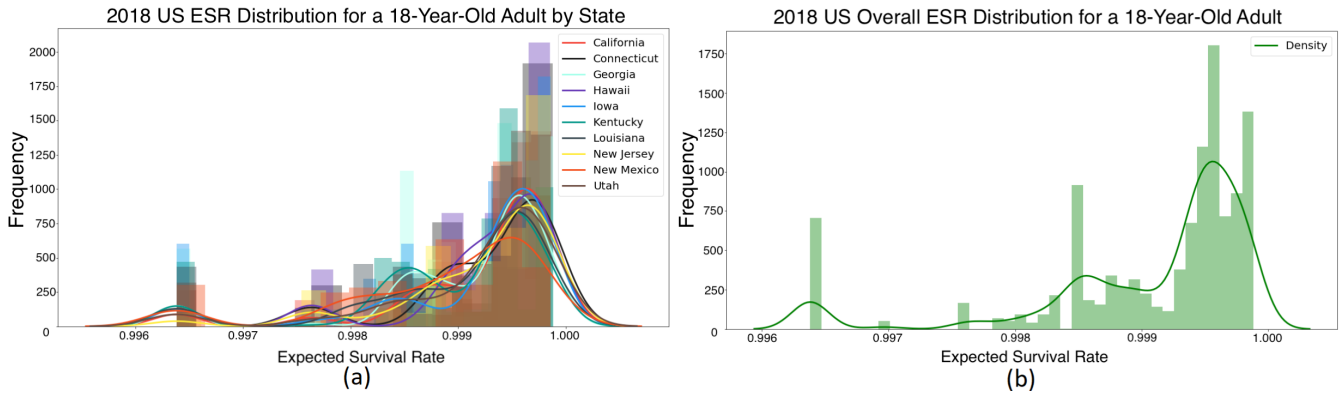 2018 US ESR Distribution for a 18-Year-Old Adult by State
Frequency
2000
1750
1500
1250
1000
750
500
250
0
0.996
0.997
0.998
0.999
1.000
Expected Survival Rate
California
Connecticut
Georgia
Hawaii
Iowa
Kentucky
Louisiana
New Jersey
New Mexico
Utah
(a)
2018 US Overall ESR Distribution for a 18-Year-Old Adult
Frequency
1750
1500
1250
1000
750
500
250
0
0.996
0.997
0.998
0.999
1.000
Expected Survival Rate
Density
(b)